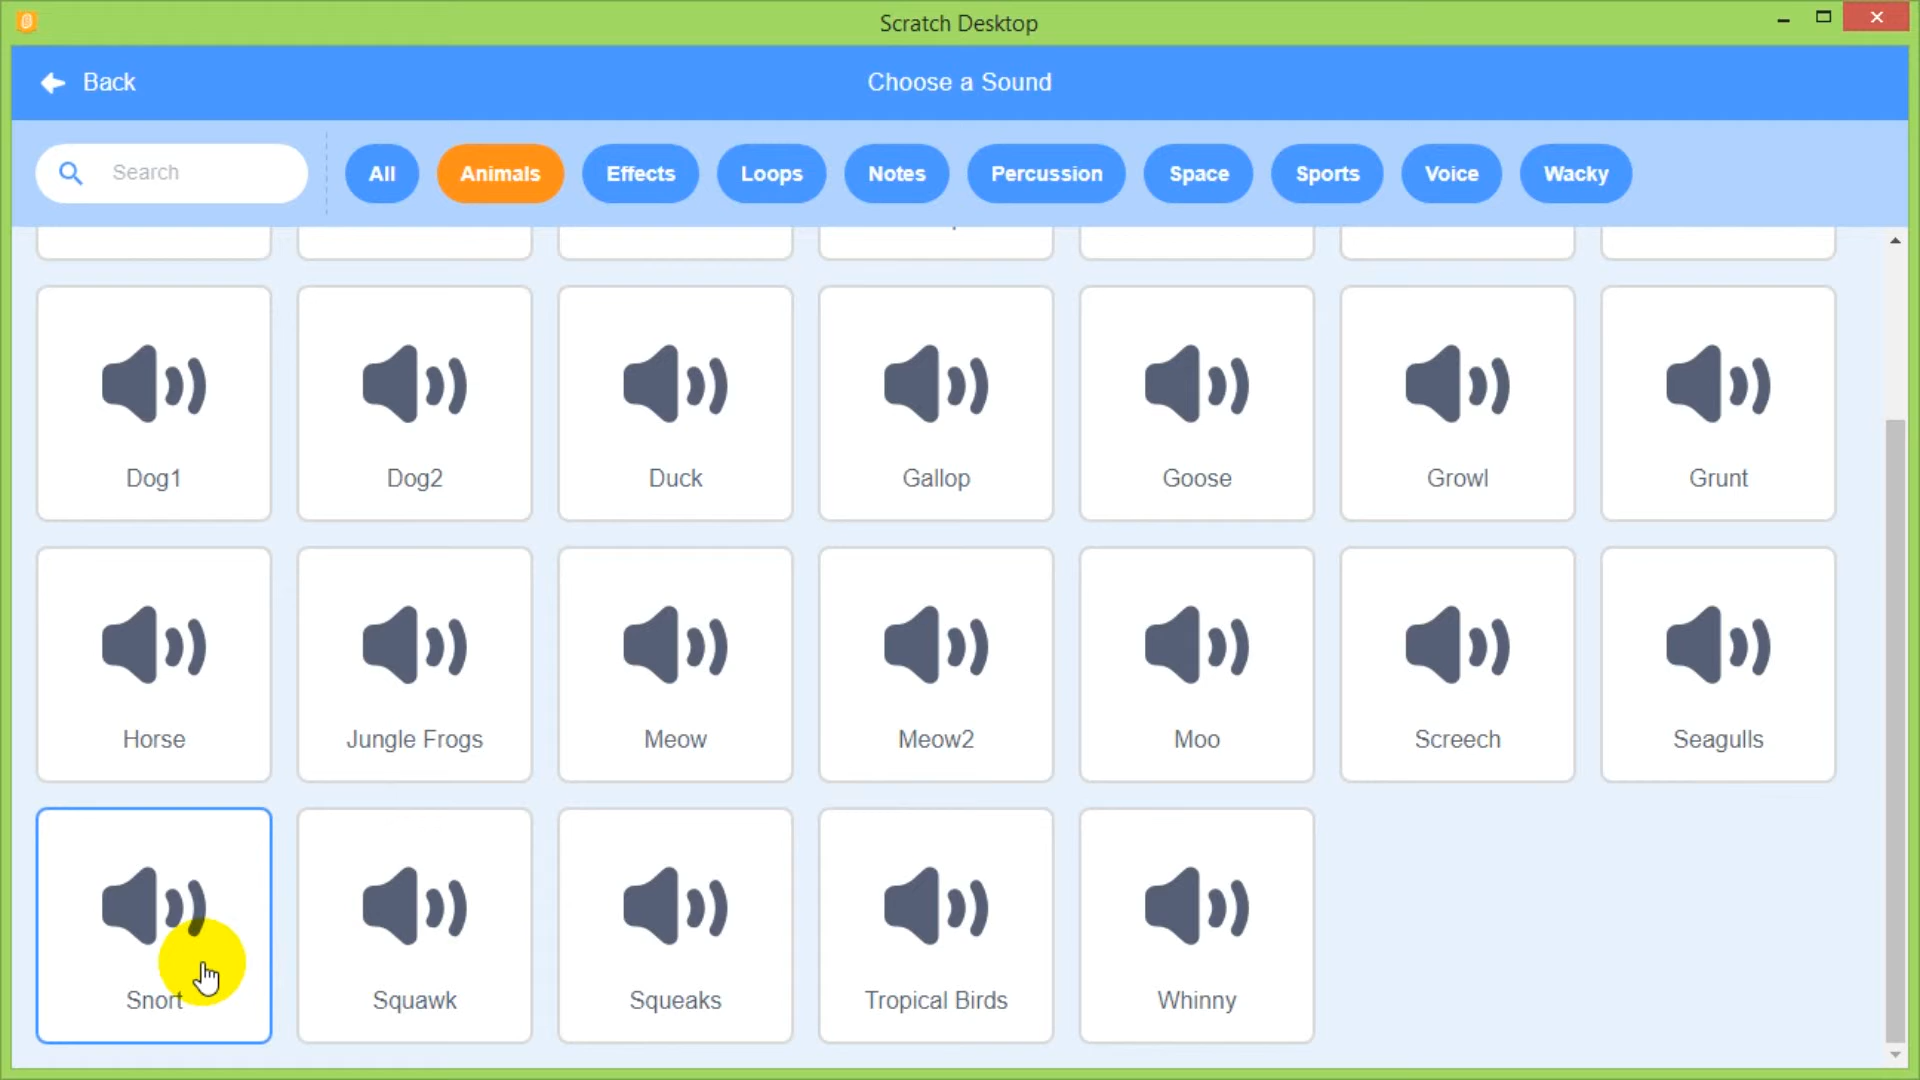 Scratch Desktop
Back
Choose a Sound
Search
All
Animals
Effects
Loops
Notes
Percussion
Space
Sports
Voice
Wacky
Dog1
Dog2
Duck
Gallop
Goose
Growl
Grunt
Horse
Jungle Frogs
Meow
Meow2
Moo
Screech
Seagulls
Snort
Squawk
Squeaks
Tropical Birds
Whinny